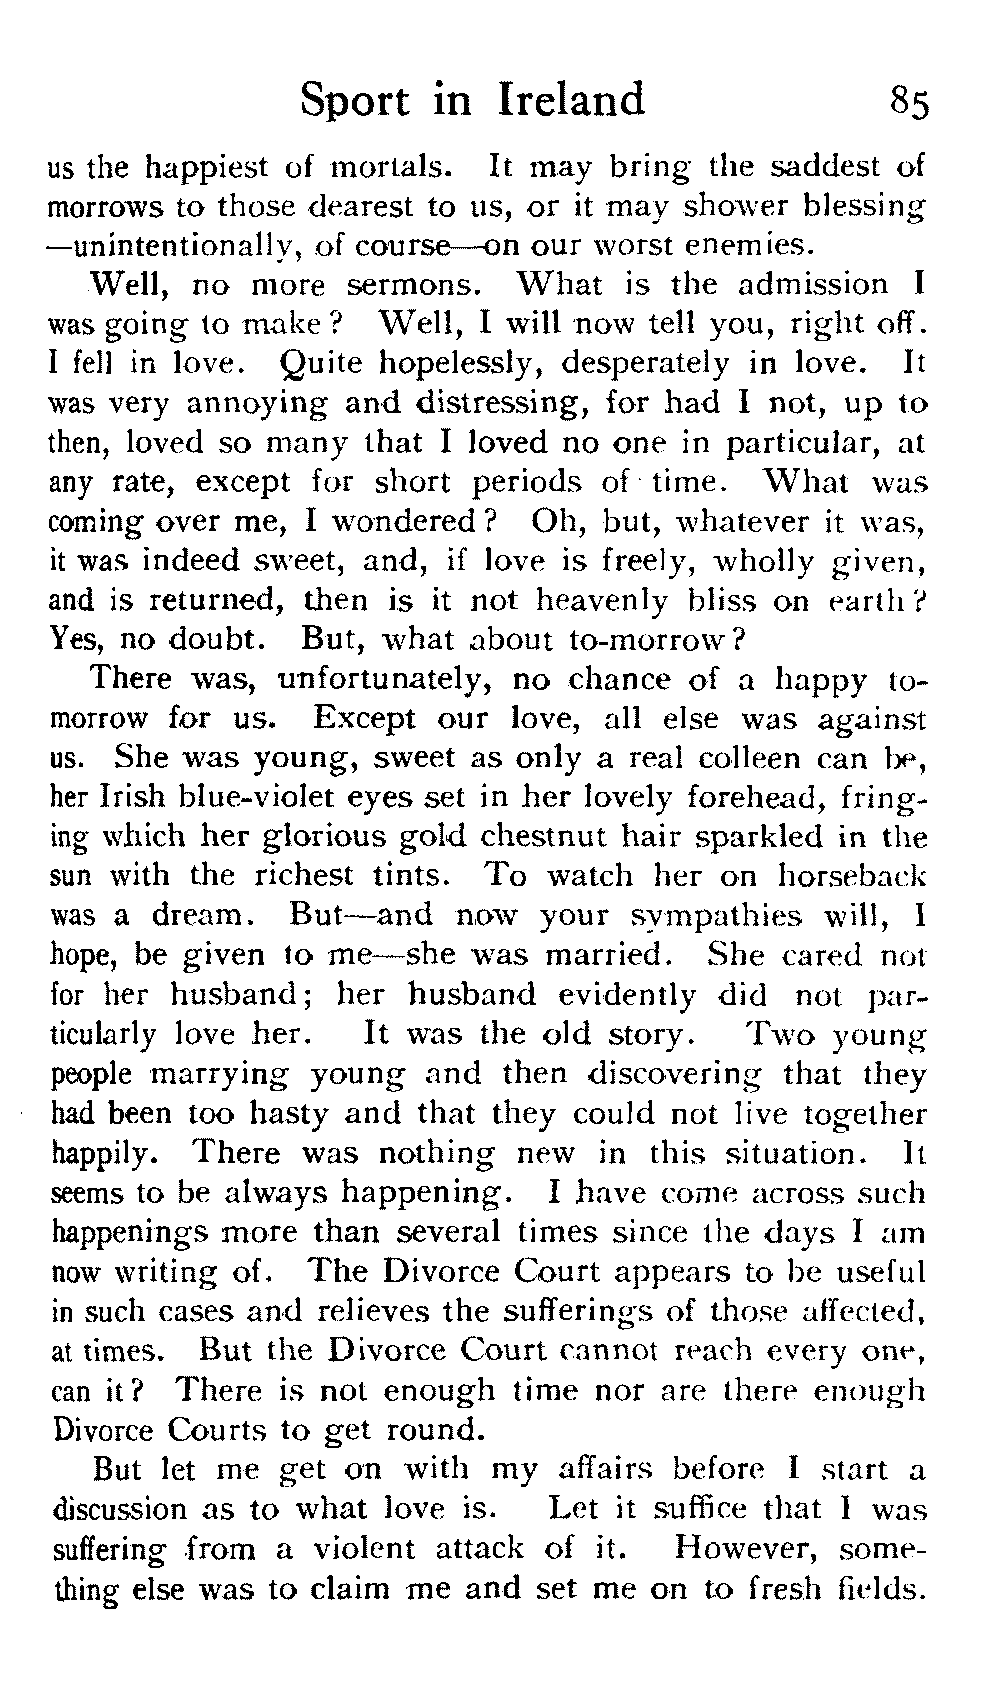 Sport in Ireland 85
us the happiest of mortals. It may bring the saddest of
morrows to those dearest to us, or it may shower blessing
—unintentionally, of course—on our worst enemies.
Well, no more sermons. What is the admission I
was going to make? Well, I will now tell you, right off.
I fell in love. Quite hopelessly, desperately in love. It
was very annoying and distressing, for had I not, up to
then, loved so many that I loved no one in particular, at
any rate, except for short periods of time. What was
coming over me, I wondered? Oh, but, whatever it was,
it was indeed sweet, and, if love is freely, wholly given,
and is returned, then is it not heavenly bliss on earth?
Yes, no doubt. But, what about to-morrow?
There was, unfortunately, no chance of a happy to-
morrow for us. Except our love, all else was against
us. She was young, sweet as only a real colleen can be,
her Irish blue-violet eyes set in her lovely forehead, fring-
ing which her glorious gold chestnut hair sparkled in the
sun with the richest tints. To watch her on horseback
was a dream. But—and now your sympathies will, I
hope, be given to me—she was married. She cared not
for her husband; her husband evidently did not par-
ticularly love her. It was the old story. Two young
people marrying young and then discovering that they
had been too hasty and that they could not live together
happily. There was nothing new in this situation. It
seems to be always happening. I have come across such
happenings more than several times since the days I am
now writing of. The Divorce Court appears to be useful
in such cases and relieves the sufferings of those affected,
at times. But the Divorce Court cannot reach every one,
can it? There is not enough time nor are there enough
Divorce Courts to get round.
But let me get on with my affairs before I start a
discussion as to what love is. Let it suffice that I was
suffering from a violent attack of it. However, some-
thing else was to claim me and set me on to fresh fields.